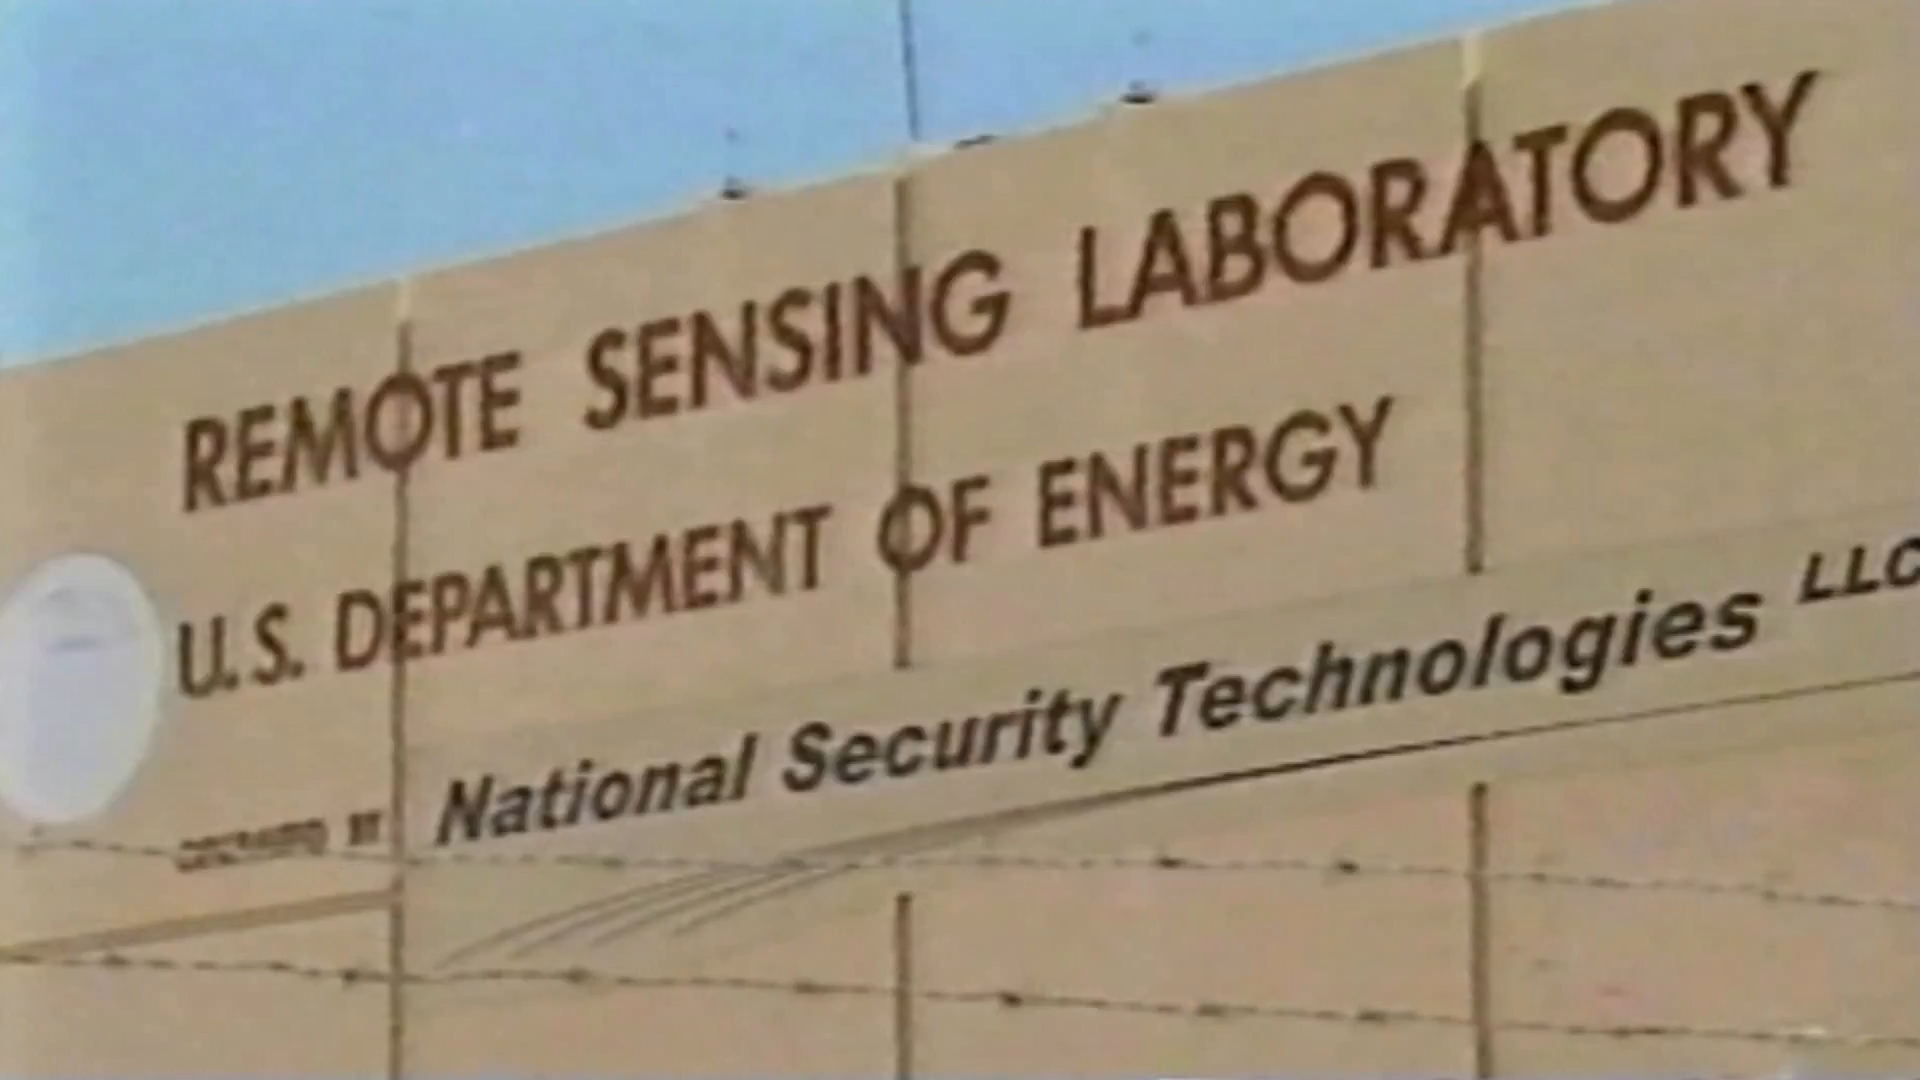 REMOTE SENSING LABORATORY
U.S. DEPARTMENT OF ENERGY
National Security Technologies LLC